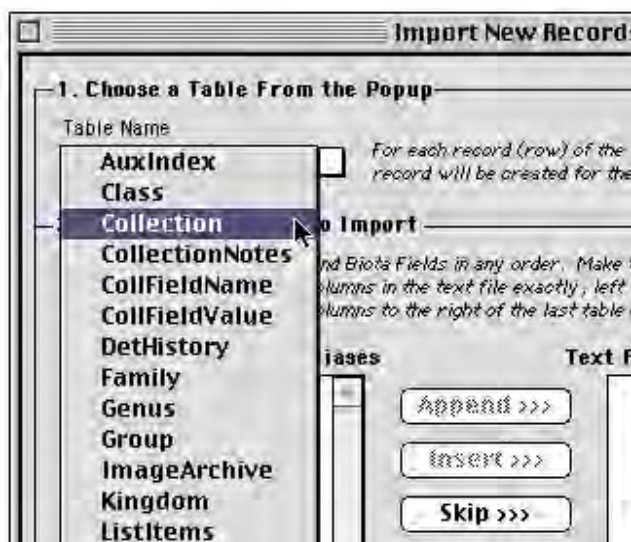 Import New Records
1. Choose a Table From the Popup
Table Name
For each record (row) of the
record will be created for the
AuxIndex
Class
Collection
CollectionNotes
CollFieldName
CollFieldValue
DetHistory
Family
Genus
Group
ImageArchive
Kingdom
ListItems
o Import
nd Biota Fields in any order. Make
lumns in the text file exactly, left
lumns to the right of the last table
iases
Text
Append >>>
Insert >>>
Skip >>>